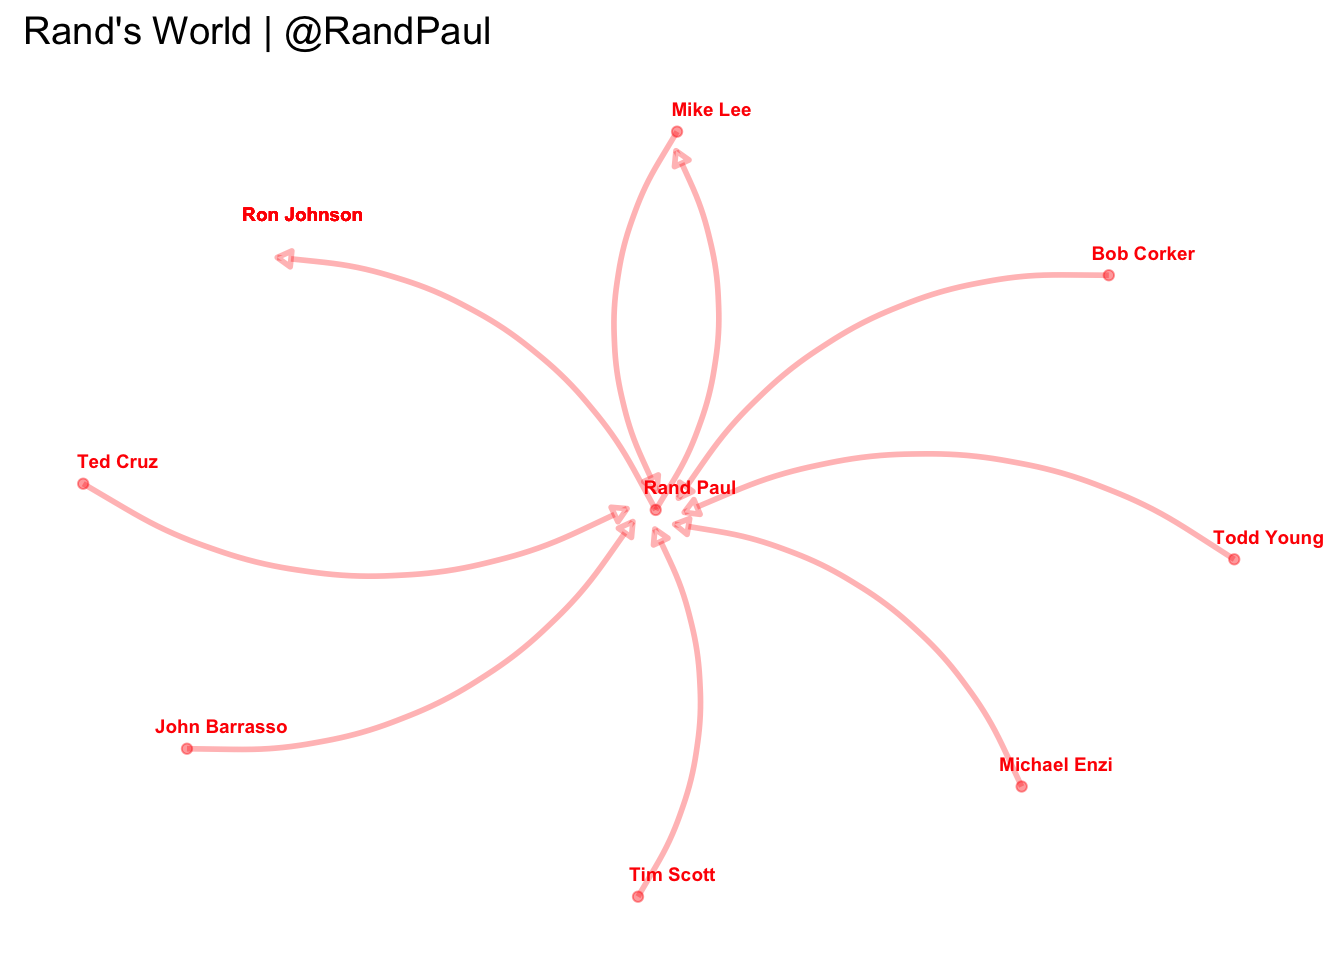 Rand's World | @RandPaul
Mike Lee
Ron Johnson
Bob Corker
Ted Cruz
Rand Paul
Todd Young
John Barrasso
Michael Enzi
Tim Scott